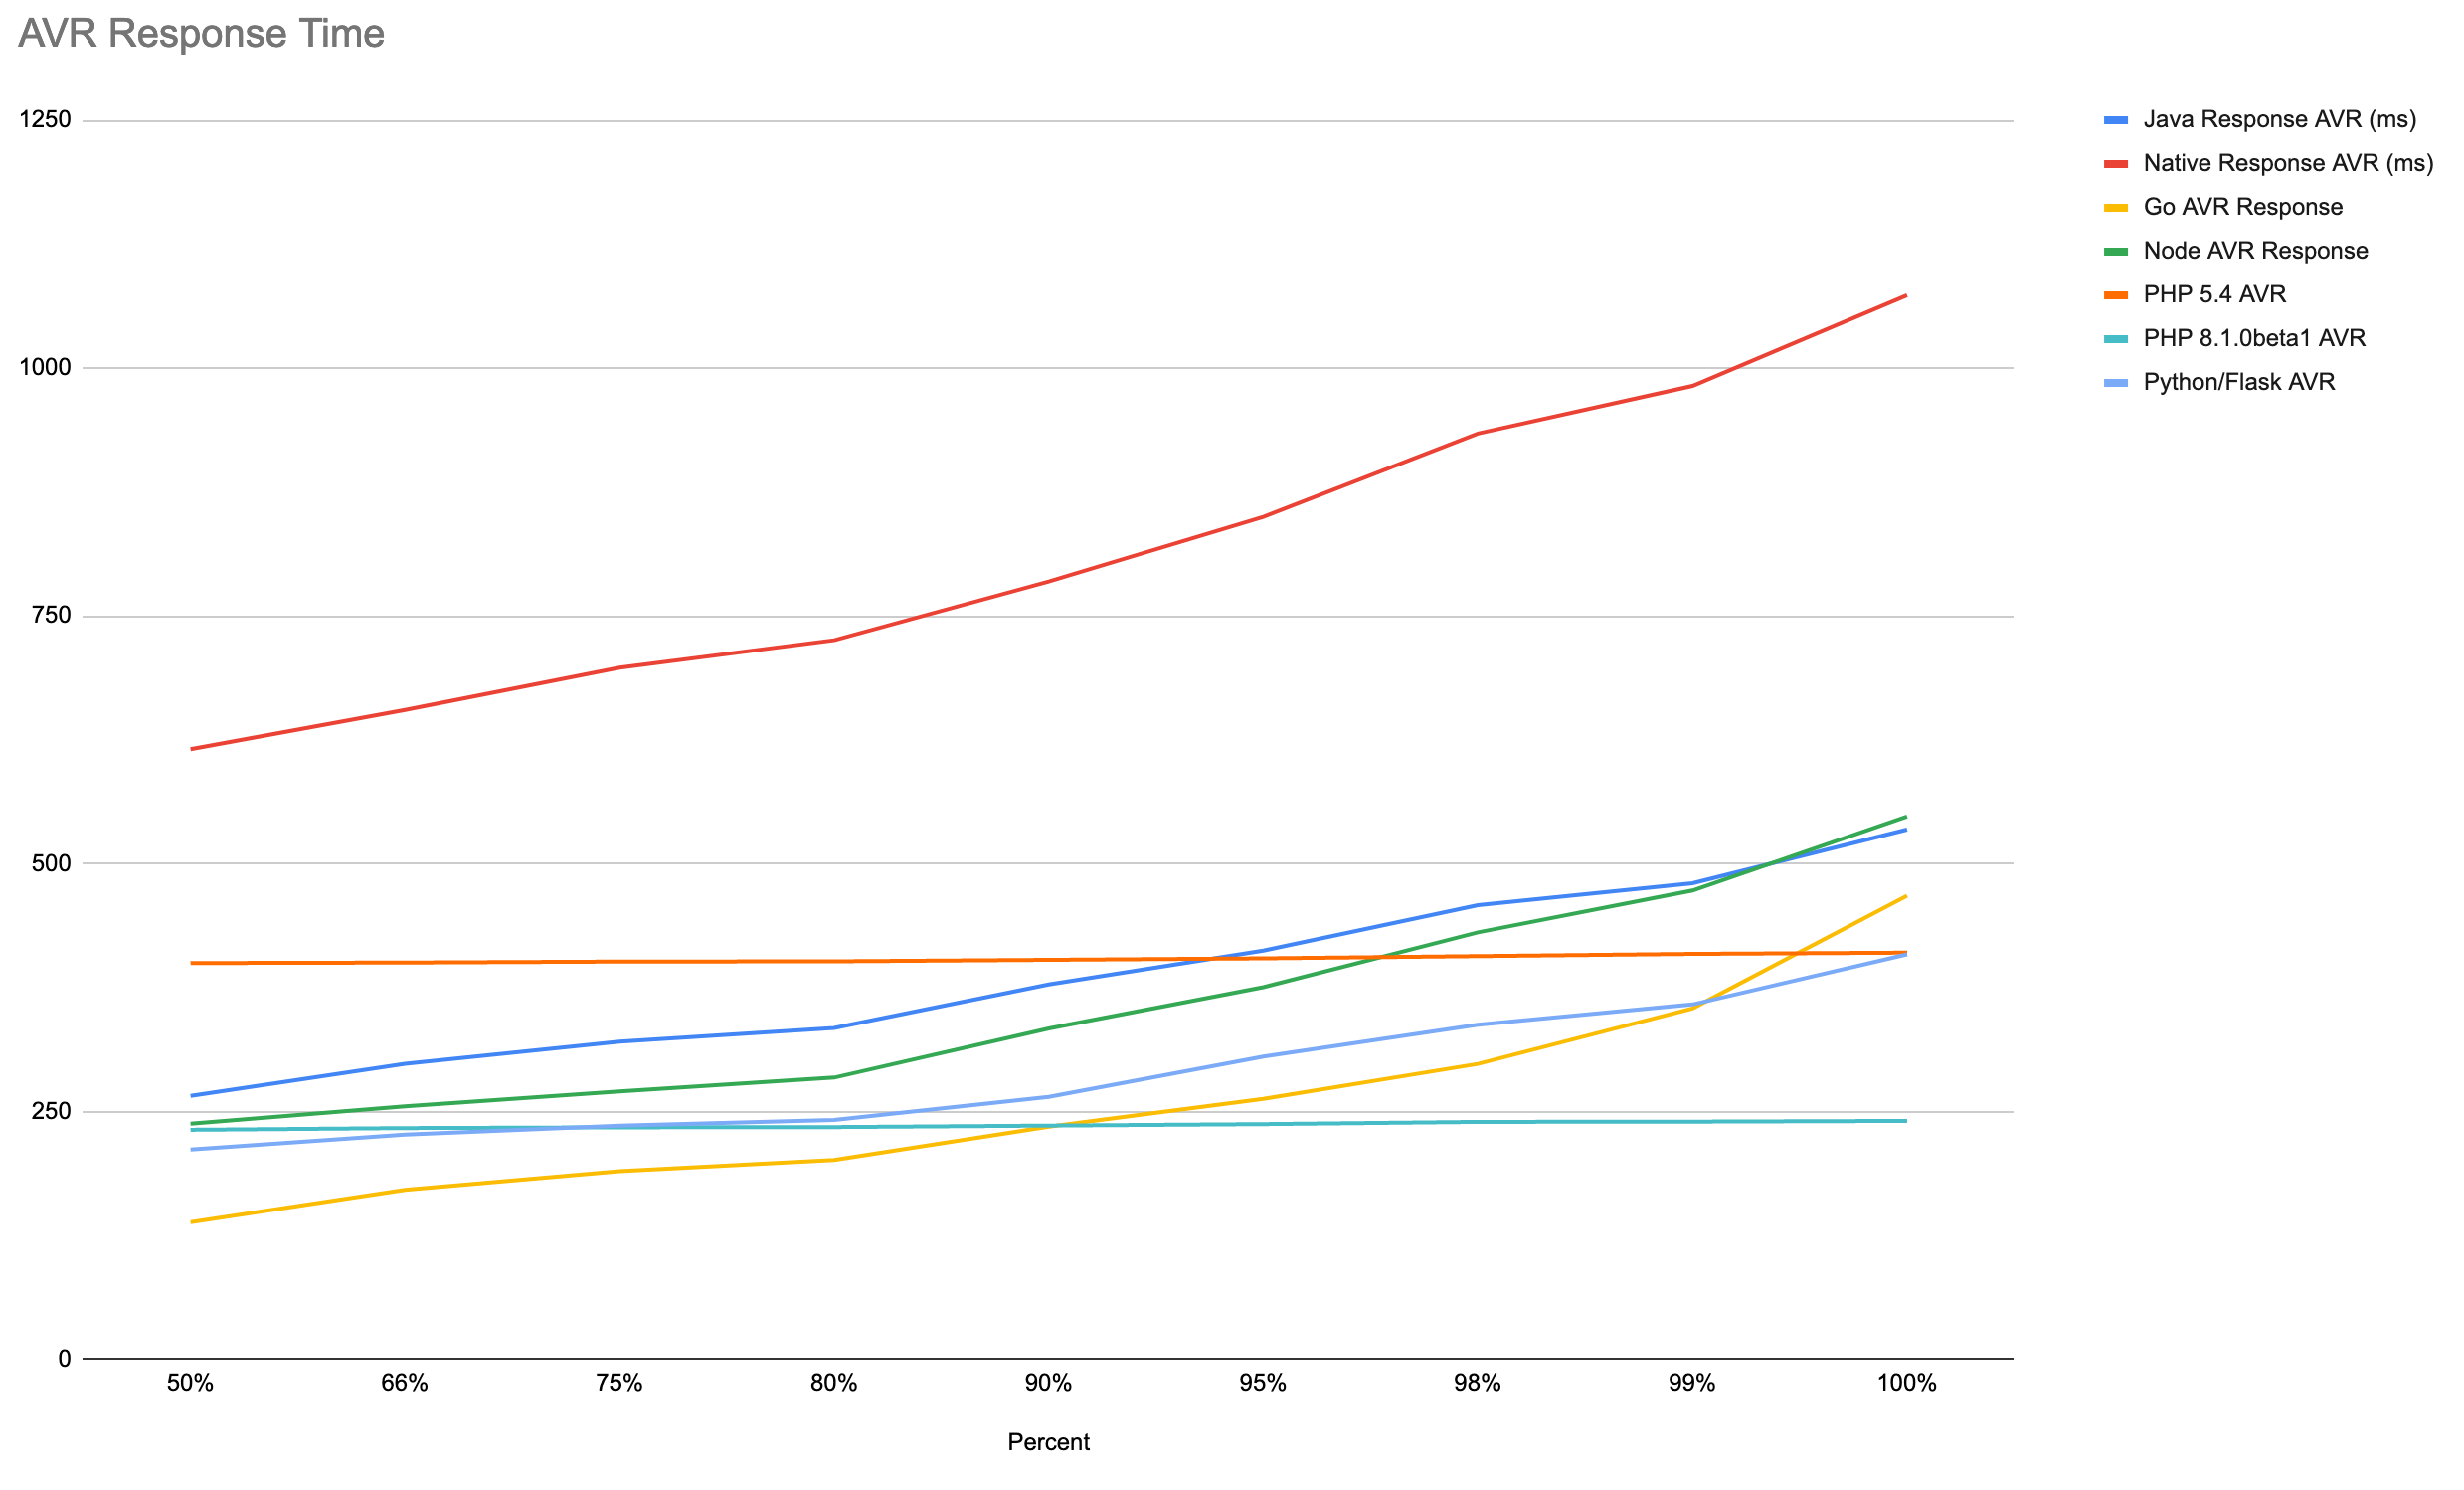 AVR Response Time
1250
1000
750
500
250
0
50% 66% 75% 80% 90% 95% 98% 99% 100%
Percent
Java Response AVR (ms)
Native Response AVR (ms)
Go AVR Response
Node AVR Response
PHP 5.4 AVR
PHP 8.1.0beta1 AVR
Python/Flask AVR